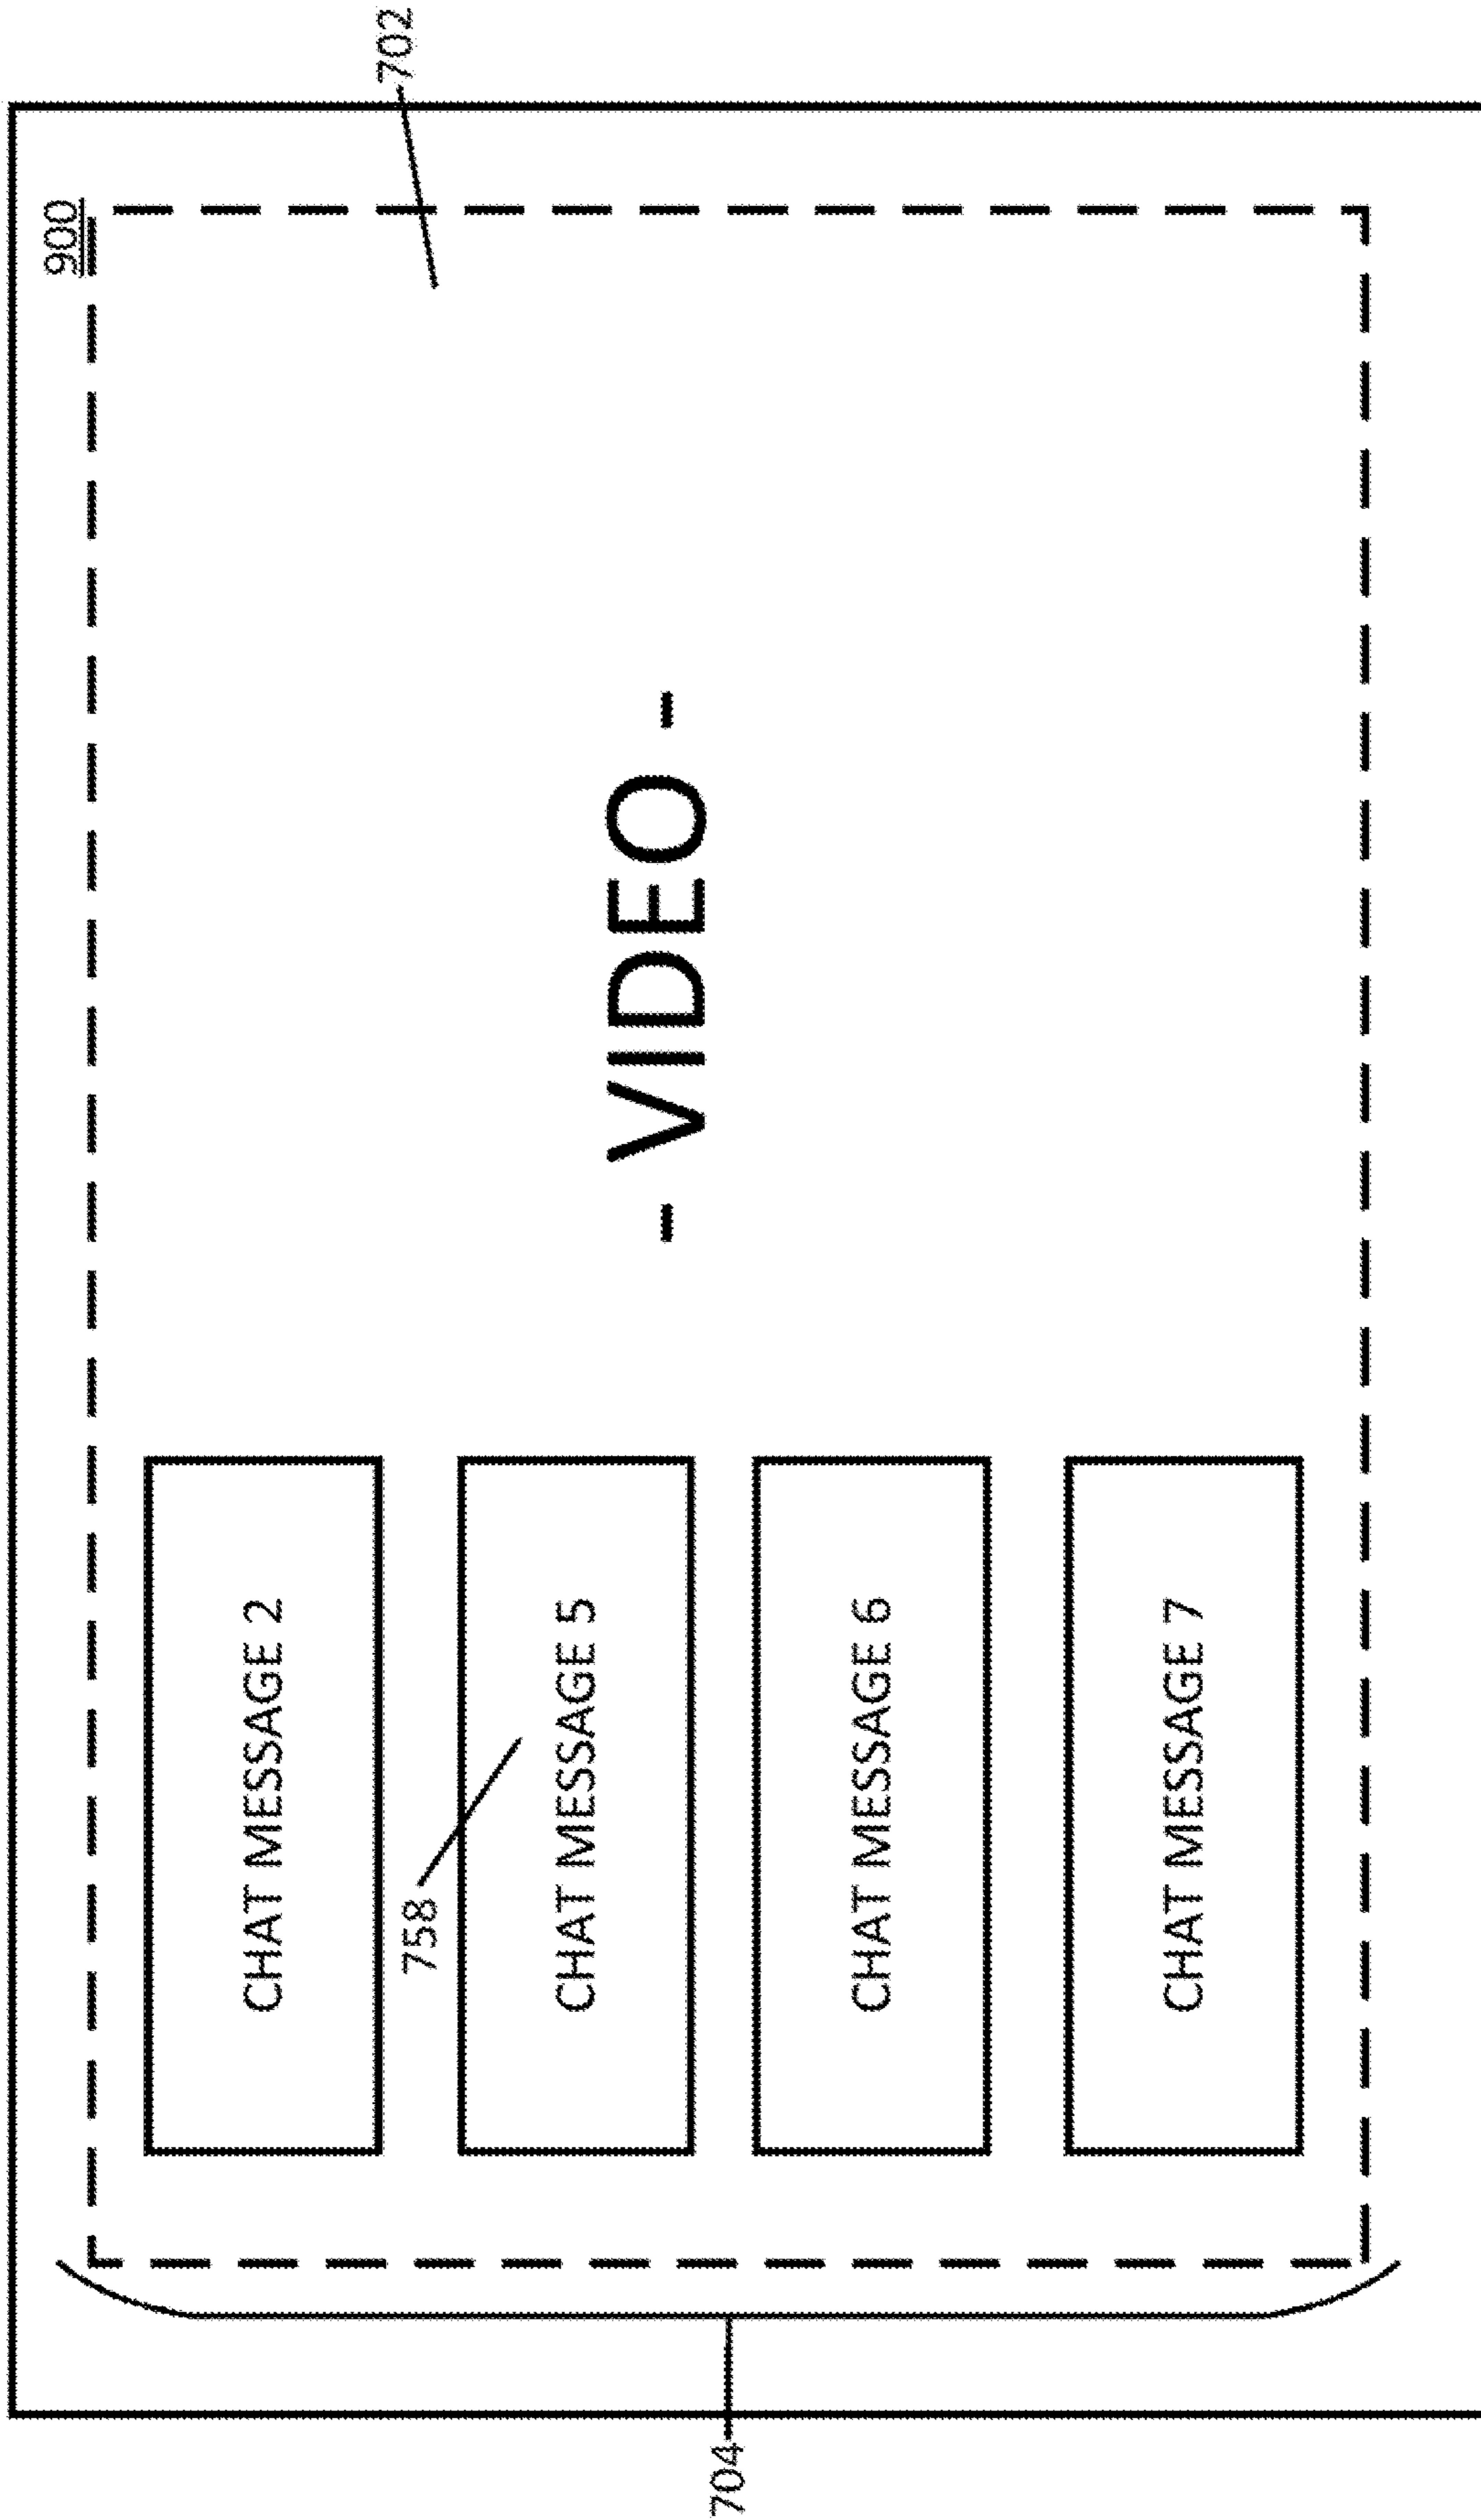 900
702
CHAT MESSAGE 2
758
CHAT MESSAGE 5
- VIDEO -
CHAT MESSAGE 6
CHAT MESSAGE 7
704